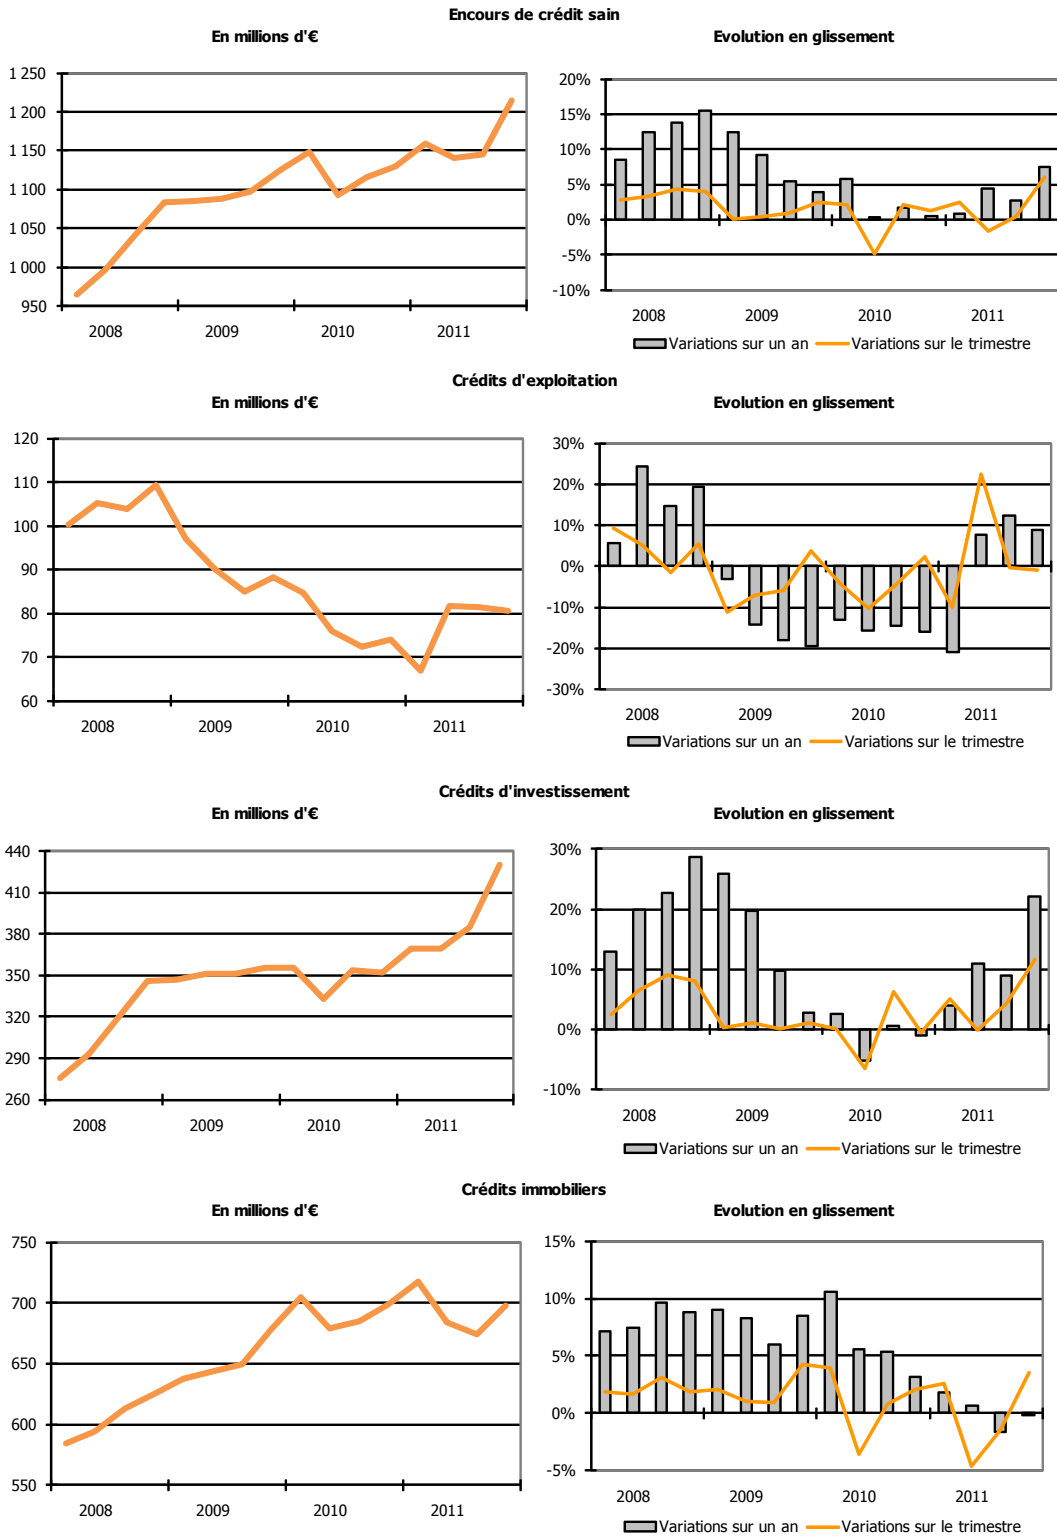 Encours de crédit sain
En millions d'€
1 250
1 200
1 150
1 100
1 050
1 000
950
2008 2009 2010 2011
Evolution en glissement
20%
15%
10%
5%
0%
-5%
-10%
2008 2009 2010 2011
Variations sur un an Variations sur le trimestre
Crédits d'exploitation
En millions d'€
120
110
100
90
80
70
60
2008 2009 2010 2011
Evolution en glissement
30%
20%
10%
0%
-10%
-20%
-30%
2008 2009 2010 2011
Variations sur un an Variations sur le trimestre
Crédits d'investissement
En millions d'€
440
410
380
350
320
290
260
2008 2009 2010 2011
Evolution en glissement
30%
20%
10%
0%
-10%
2008 2009 2010 2011
Variations sur un an Variations sur le trimestre
Crédits immobiliers
En millions d'€
750
700
650
600
550
2008 2009 2010 2011
Evolution en glissement
15%
10%
5%
0%
-5%
2008 2009 2010 2011
Variations sur un an Variations sur le trimestre